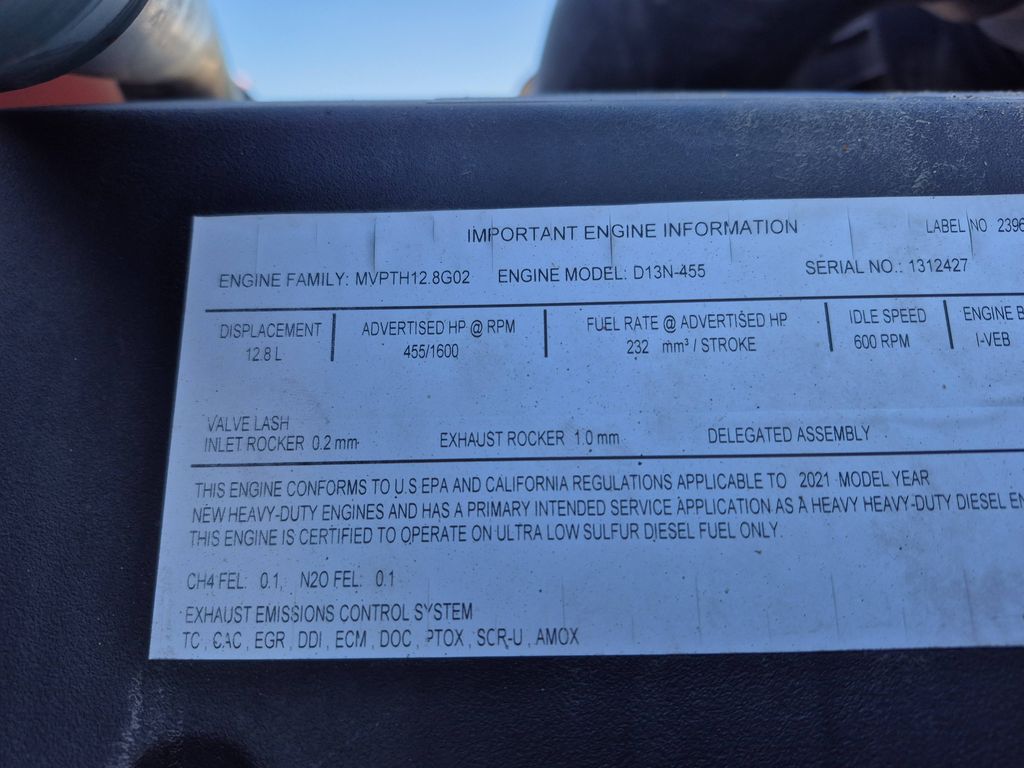 IMPORTANT ENGINE INFORMATION LABEL NO 2396
ENGINE FAMILY: MVPTH12.8G02 ENGINE MODEL: D13N-455 SERIAL NO.: 1312427
DISPLACEMENT ADVERTISED HP @ RPM FUEL RATE @ ADVERTISED HP IDLE SPEED ENGINE B
12.8 L 455/1600 232 mm³ / STROKE 600 RPM I-VEB
VALVE LASH
INLET ROCKER 0.2 mm EXHAUST ROCKER 1.0 mm DELEGATED ASSEMBLY
THIS ENGINE CONFORMS TO U.S EPA AND CALIFORNIA REGULATIONS APPLICABLE TO 2021 MODEL YEAR
NEW HEAVY-DUTY ENGINES AND HAS A PRIMARY INTENDED SERVICE APPLICATION AS A HEAVY HEAVY-DUTY DIESEL EN
THIS ENGINE IS CERTIFIED TO OPERATE ON ULTRA LOW SULFUR DIESEL FUEL ONLY.
CH4 FEL: 0.1, N2O FEL: 0.1
EXHAUST EMISSIONS CONTROL SYSTEM
TC , CAC , EGR , DDI , ECM , DOC , PTOX , SCR-U , AMOX